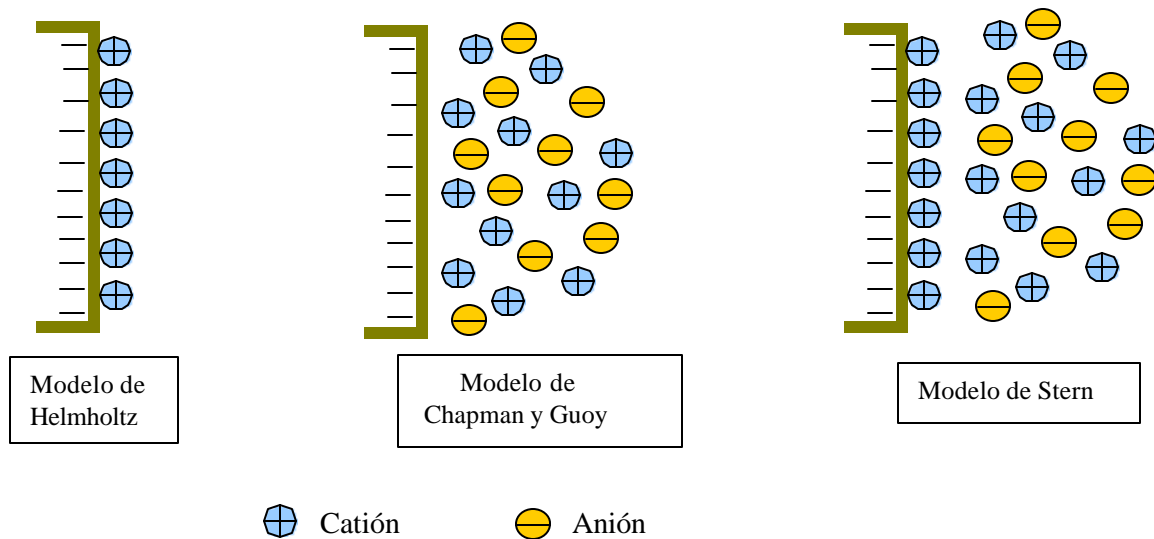 Modelo de
Helmholtz
Modelo de
Chapman y Guoy
Modelo de Stern
Catión
Anión